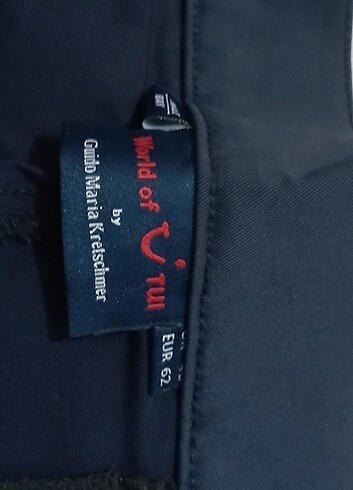 World of
TUI
by
Guido Maria Kretschmer
EUR 62